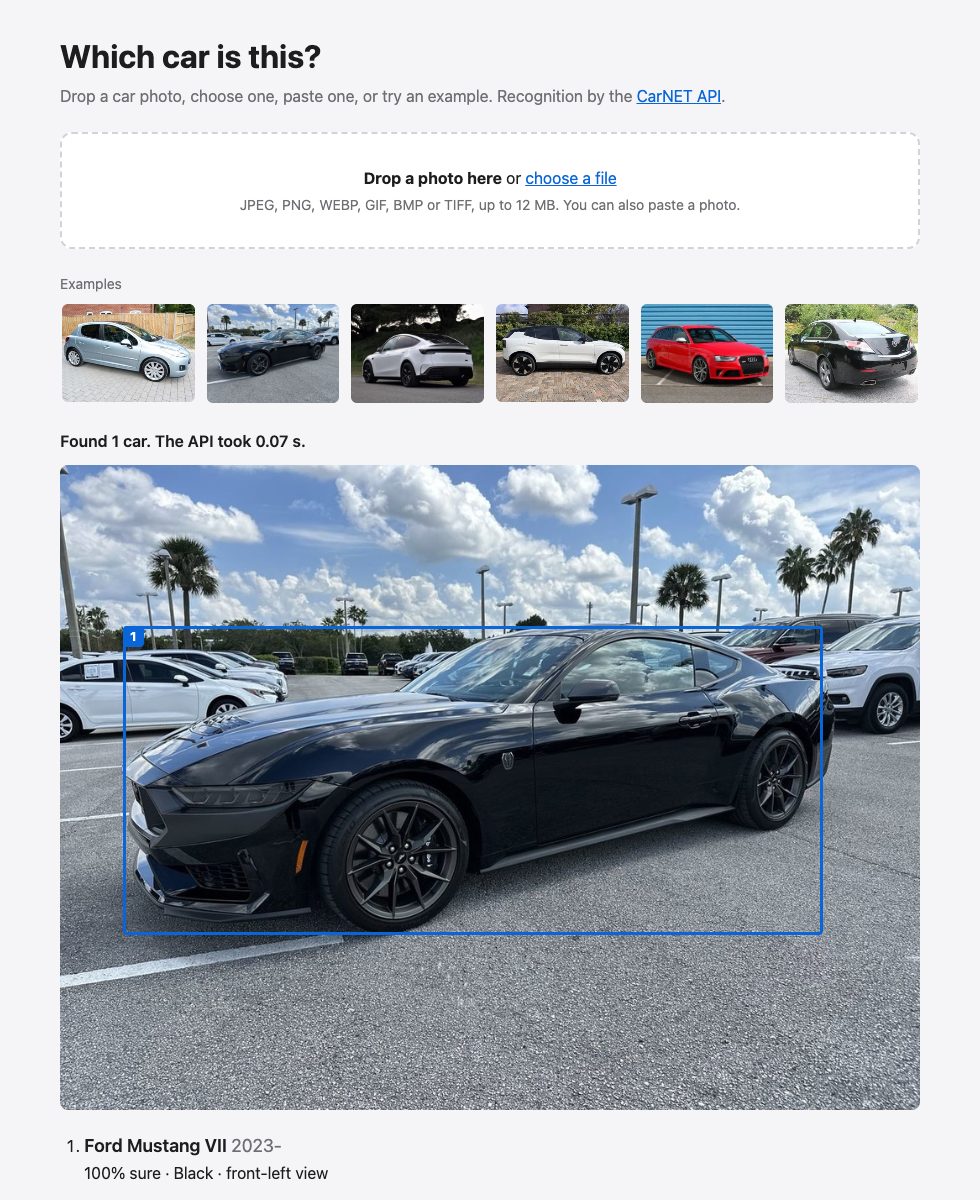 Which car is this?
Drop a car photo, choose one, paste one, or try an example. Recognition by the CarNET API.
Drop a photo here or choose a file
JPEG, PNG, WEBP, GIF, BMP or TIFF, up to 12 MB. You can also paste a photo.
Examples
Found 1 car. The API took 0.07 s.
1
1. Ford Mustang VII 2023-
100% sure · Black · front-left view